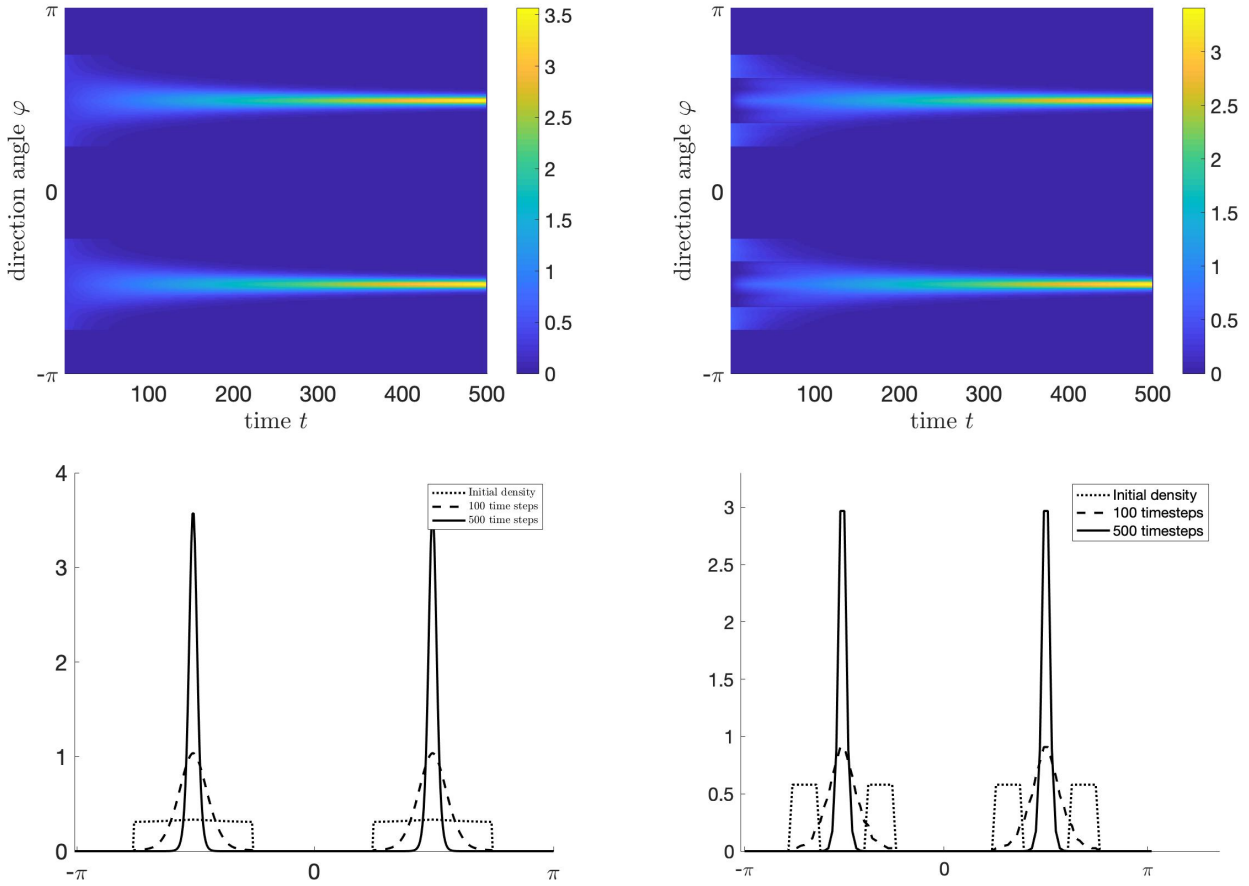 π
0
-π
direction angle φ
100 200 300 400 500
time t
3.5
3
2.5
2
1.5
1
0.5
0
π
0
-π
direction angle φ
100 200 300 400 500
time t
3
2.5
2
1.5
1
0.5
0
4
3
2
1
0
-π 0 π
Initial density
100 time steps
500 time steps
3
2.5
2
1.5
1
0.5
0
-π 0 π
Initial density
100 timesteps
500 timesteps